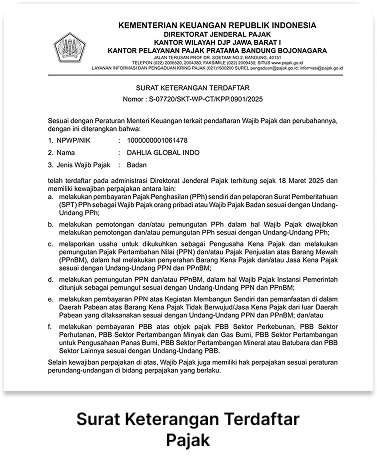 KEMENTERIAN KEUANGAN REPUBLIK INDONESIA
DIREKTORAT JENDERAL PAJAK
KANTOR WILAYAH DJP JAWA BARAT I
KANTOR PELAYANAN PAJAK PRATAMA BANDUNG BOJONAGARA
JALAN TERUSAN PROF DR. SOETAMI NO.2, BANDUNG, 40151
LAYANAN INFORMASI DAN PENGADUAN KRING PAJAK (021)1500200 SUREL pengaduan@pajak.go.id; informasi@pajak.go.id
SURAT KETERANGAN TERDAFTAR
Nomor : S-07720/SKT-WP-CT/KPP.0901/2025
Sesuai dengan Peraturan Menteri Keuangan terkait pendaftaran Wajib Pajak dan perubahannya,
dengan ini diterangkan bahwa:
1. NPWP/NIK : 1000000001061478
2. Nama : DAHLIA GLOBAL INDO
3. Jenis Wajib Pajak : Badan
telah terdaftar pada administrasi Direktorat Jenderal Pajak terhitung sejak 18 Maret 2025 dan
memiliki kewajiban perpajakan antara lain:
a. melakukan pembayaran Pajak Penghasilan (PPh) sendiri dan pelaporan Surat Pemberitahuan
(SPT) PPh sebagai Wajib Pajak orang pribadi atau Wajib Pajak Badan sesuai dengan Undang-
Undang PPh;
b. melakukan pemotongan dan/atau pemungutan PPh dalam hal Wajib Pajak diwajibkan
melakukan pemotongan dan/atau pemungutan PPh sesuai dengan Undang-Undang PPh;
c. melaporkan usaha untuk dikukuhkan sebagai Pengusaha Kena Pajak dan melakukan
pemungutan Pajak Pertambahan Nilai (PPN) dan/atau Pajak Penjualan atas Barang Mewah
(PPnBM), dalam hal melakukan penyerahan Barang Kena Pajak dan/atau Jasa Kena Pajak
sesuai dengan Undang-Undang PPN dan PPnBM;
d. melakukan pemungutan PPN dan/atau PPnBM, dalam hal Wajib Pajak Instansi Pemerintah
ditunjuk sebagai pemungut sesuai dengan Undang-Undang PPN dan PPnBM;
e. melakukan pembayaran PPN atas Kegiatan Membangun Sendiri dan pemanfaatan di dalam
Daerah Pabean atas Barang Kena Pajak Tidak Berwujud/Jasa Kena Pajak dari luar Daerah
Pabean yang dilaksanakan sesuai dengan Undang-Undang PPN dan PPnBM; dan/atau
f. melakukan pembayaran PBB atas objek pajak PBB Sektor Perkebunan, PBB Sektor
Perhutanan, PBB Sektor Pertambangan Minyak dan Gas Bumi, PBB Sektor Pertambangan
untuk Pengusahaan Panas Bumi, PBB Sektor Pertambangan Mineral atau Batubara dan PBB
Sektor Lainnya sesuai dengan Undang-Undang PBB.
Selain kewajiban perpajakan di atas, Wajib Pajak juga memiliki hak perpajakan sesuai peraturan
perundang-undangan di bidang perpajakan yang berlaku.
Surat Keterangan Terdaftar
Pajak